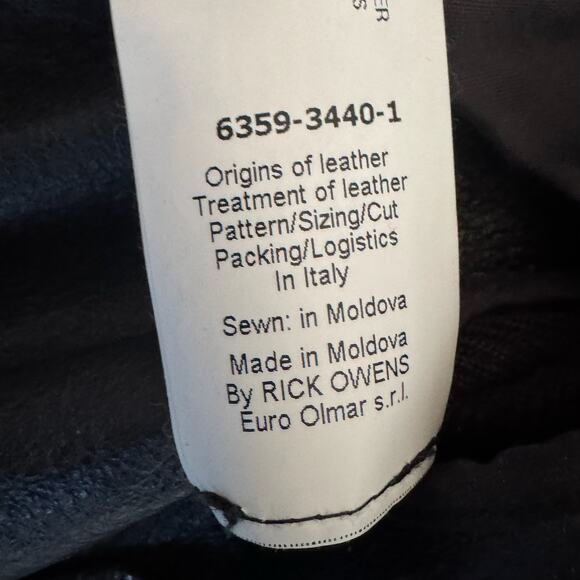 6359-3440-1
Origins of leather
Treatment of leather
Pattern/Sizing/Cut
Packing/Logistics
In Italy
Sewn: in Moldova
Made in Moldova
By RICK OWENS
Euro Olmar s.r.l.